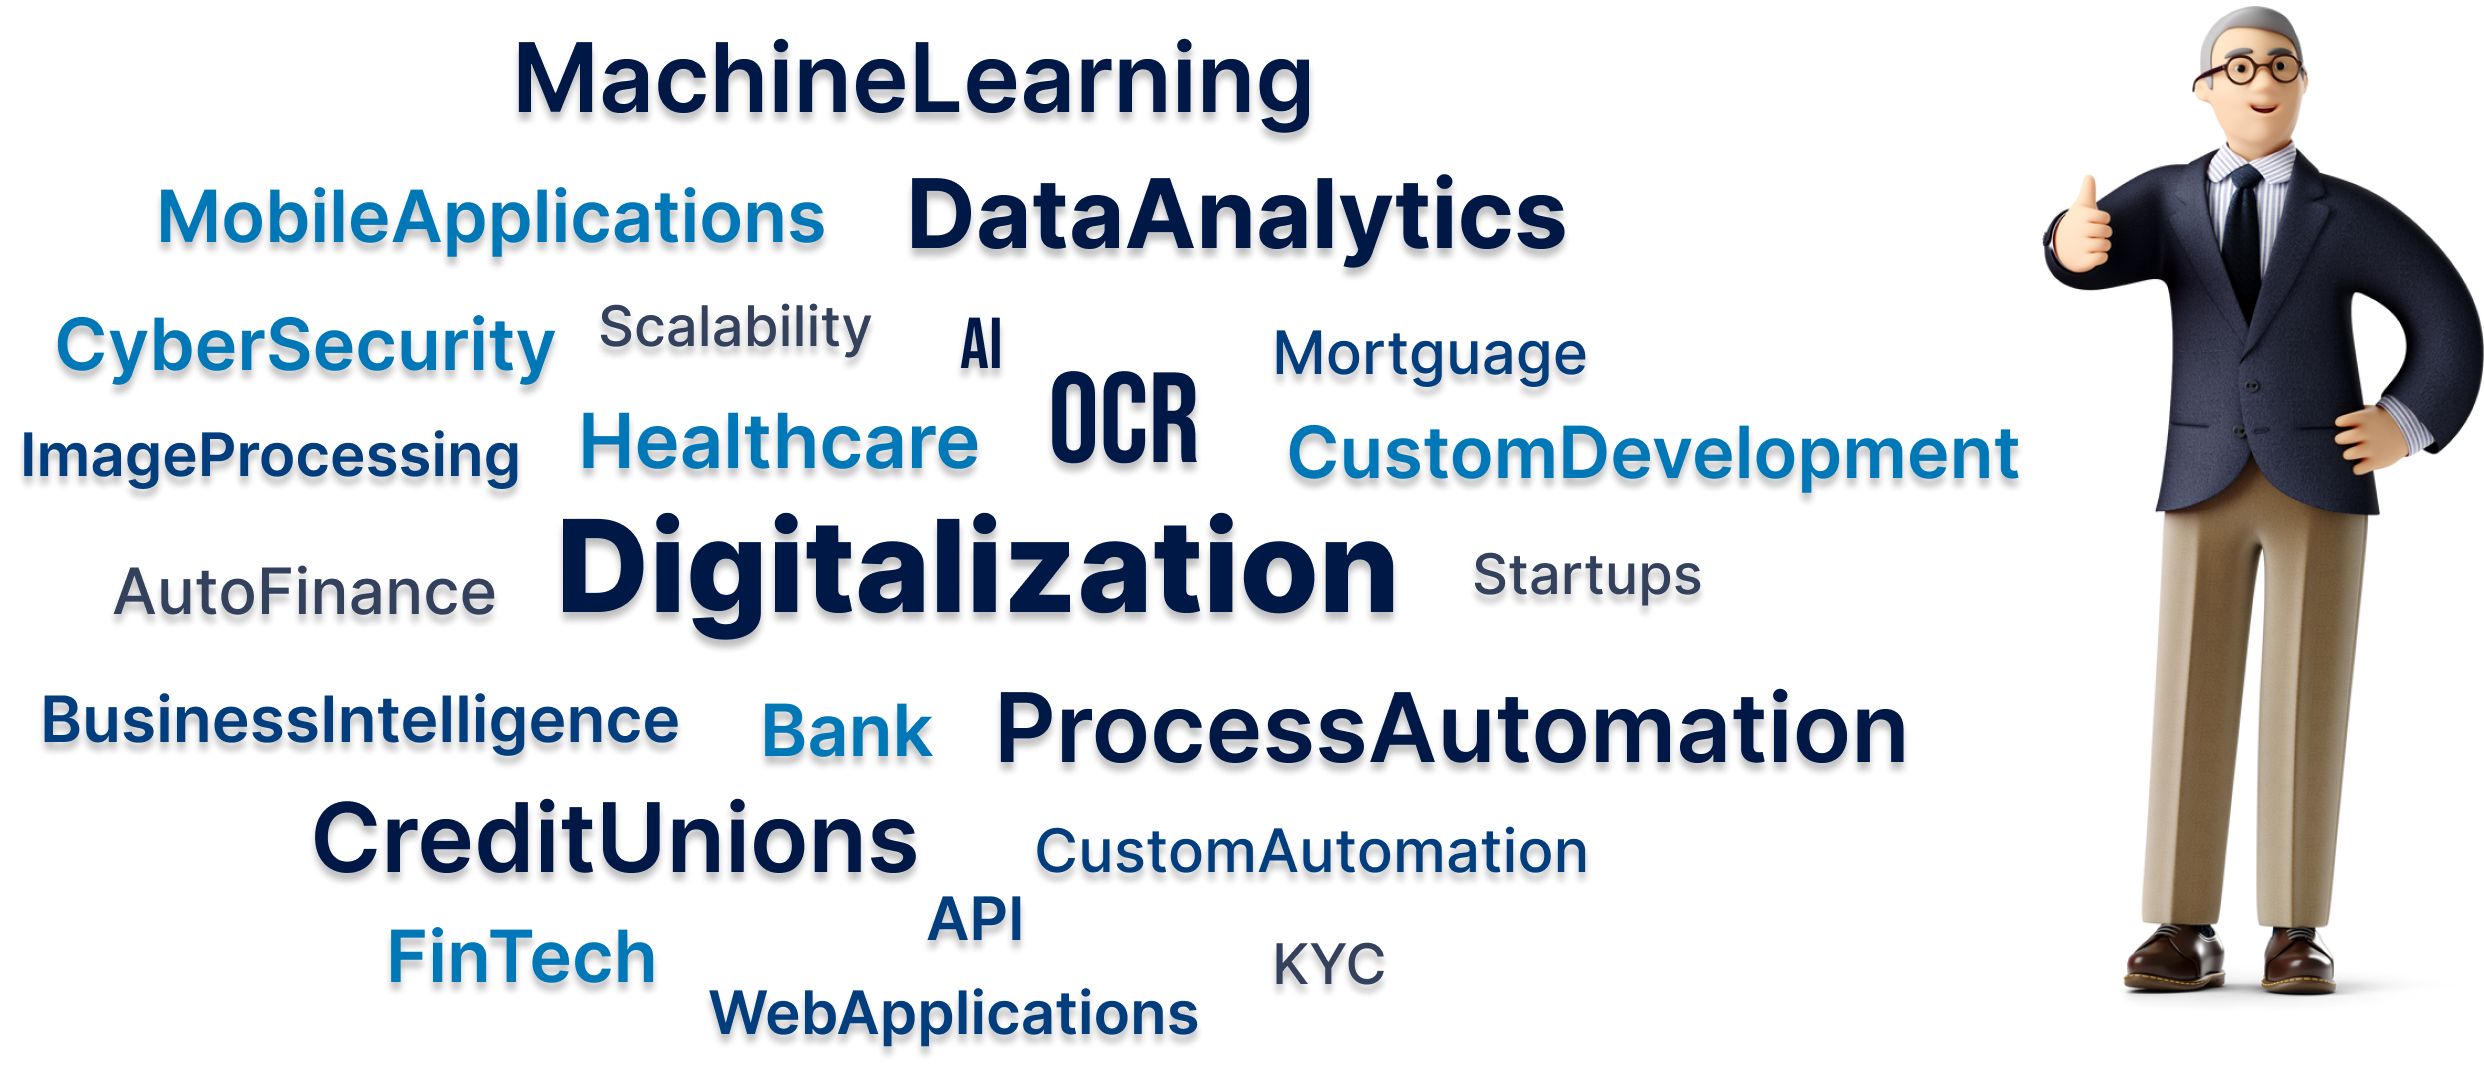 MachineLearning
MobileApplications DataAnalytics
CyberSecurity Scalability AI Mortguage
ImageProcessing Healthcare OCR CustomDevelopment
AutoFinance Digitalization Startups
BusinessIntelligence Bank ProcessAutomation
CreditUnions CustomAutomation
FinTech API KYC
WebApplications